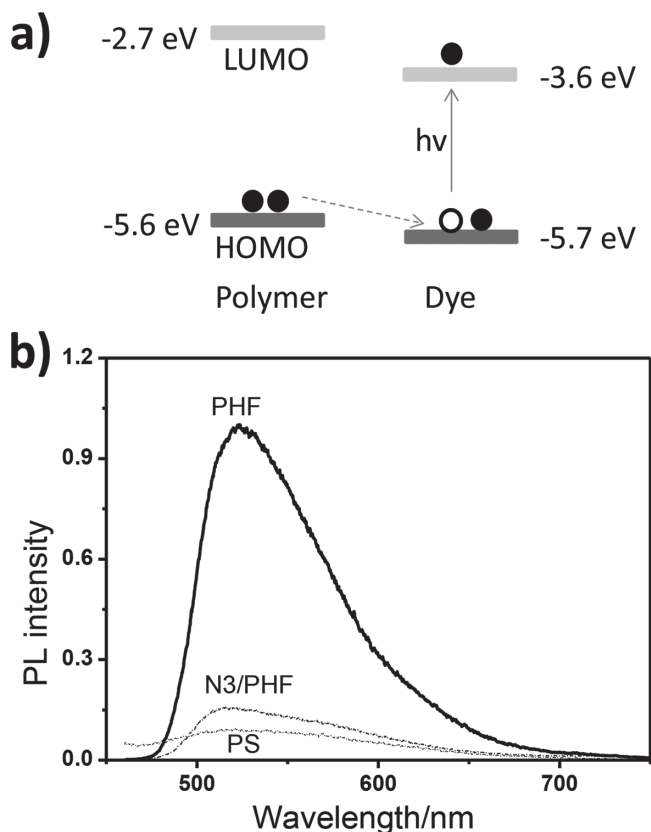 a)
-2.7 eV
LUMO
-3.6 eV
hν
-5.6 eV
HOMO
-5.7 eV
Polymer Dye
b)
1.2
PHF
0.9
0.6
PL intensity
0.3
N3/PHF
PS
0.0
500 600 700
Wavelength/nm